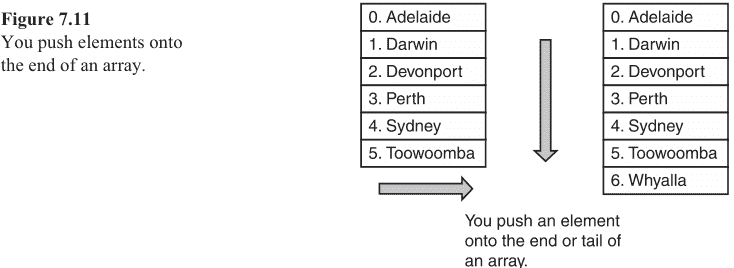 Figure 7.11
You push elements onto
the end of an array.
0. Adelaide
1. Darwin
2. Devonport
3. Perth
4. Sydney
5. Toowoomba
0. Adelaide
1. Darwin
2. Devonport
3. Perth
4. Sydney
5. Toowoomba
6. Whyalla
You push an element
onto the end or tail of
an array.